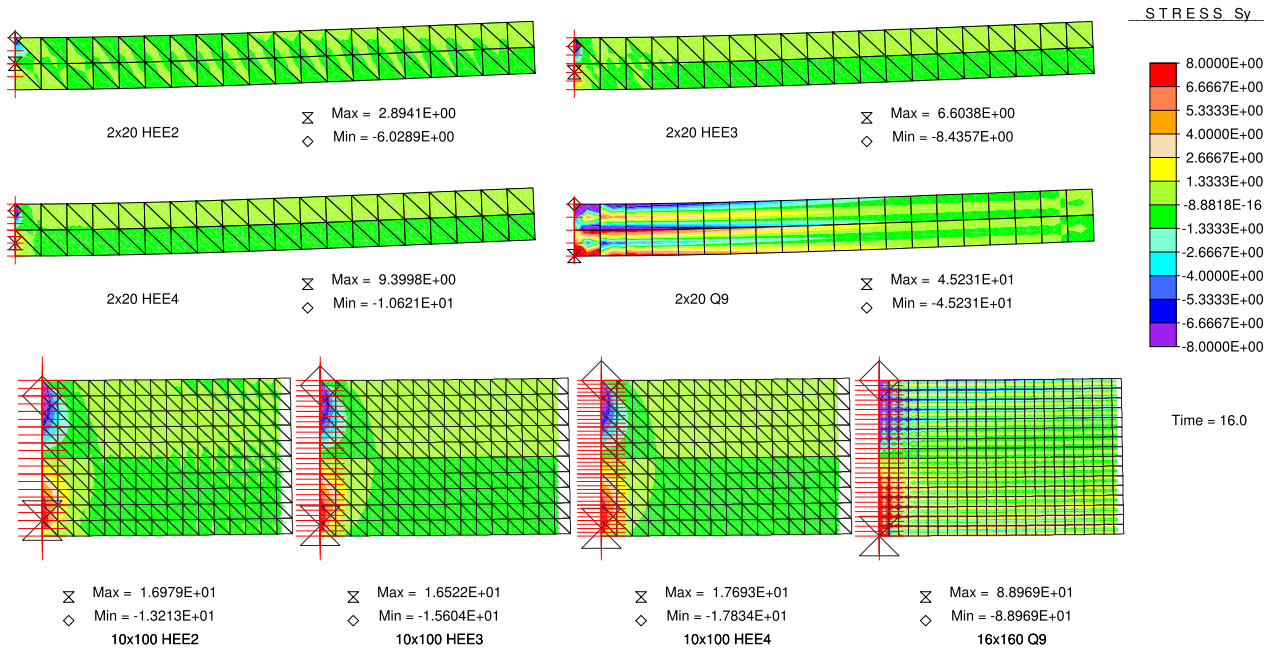 S T R E S S Sy
8.0000E+00
6.6667E+00
5.3333E+00
4.0000E+00
2.6667E+00
1.3333E+00
-8.8818E-16
-1.3333E+00
-2.6667E+00
-4.0000E+00
-5.3333E+00
-6.6667E+00
-8.0000E+00
Time = 16.0
2x20 HEE2
Max = 2.8941E+00
Min = -6.0289E+00
2x20 HEE3
Max = 6.6038E+00
Min = -8.4357E+00
2x20 HEE4
Max = 9.3998E+00
Min = -1.0621E+01
2x20 Q9
Max = 4.5231E+01
Min = -4.5231E+01
Max = 1.6979E+01
Min = -1.3213E+01
10x100 HEE2
Max = 1.6522E+01
Min = -1.5604E+01
10x100 HEE3
Max = 1.7693E+01
Min = -1.7834E+01
10x100 HEE4
Max = 8.8969E+01
Min = -8.8969E+01
16x160 Q9